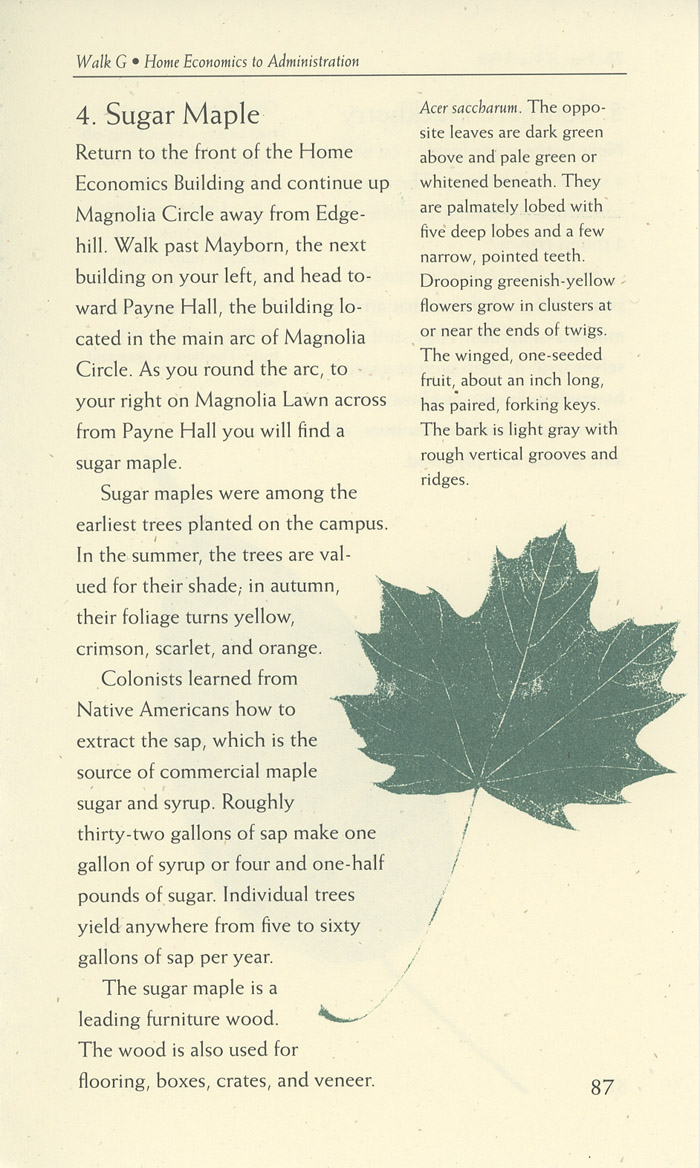 Walk G • Home Economics to Administration
4. Sugar Maple
Return to the front of the Home
Economics Building and continue up
Magnolia Circle away from Edge-
hill. Walk past Mayborn, the next
building on your left, and head to-
ward Payne Hall, the building lo-
cated in the main arc of Magnolia
Circle. As you round the arc, to
your right on Magnolia Lawn across
from Payne Hall you will find a
sugar maple.
Sugar maples were among the
earliest trees planted on the campus.
In the summer, the trees are val-
ued for their shade; in autumn,
their foliage turns yellow,
crimson, scarlet, and orange.
Colonists learned from
Native Americans how to
extract the sap, which is the
source of commercial maple
sugar and syrup. Roughly
thirty-two gallons of sap make one
gallon of syrup or four and one-half
pounds of sugar. Individual trees
yield anywhere from five to sixty
gallons of sap per year.
The sugar maple is a
leading furniture wood.
The wood is also used for
flooring, boxes, crates, and veneer.
Acer saccharum. The oppo-
site leaves are dark green
above and pale green or
whitened beneath. They
are palmately lobed with
five deep lobes and a few
narrow, pointed teeth.
Drooping greenish-yellow
flowers grow in clusters at
or near the ends of twigs.
The winged, one-seeded
fruit, about an inch long,
has paired, forking keys.
The bark is light gray with
rough vertical grooves and
ridges.
87